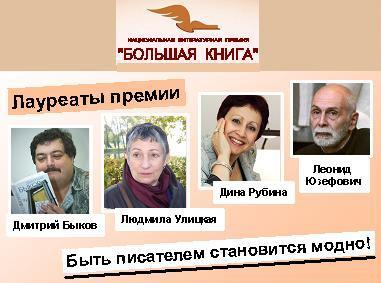 НАЦИОНАЛЬНАЯ ЛИТЕРАТУРНАЯ ПРЕМИЯ
"БОЛЬШАЯ КНИГА"
Лауреаты премии
Дмитрий Быков
Людмила Улицкая
Дина Рубина
Леонид
Юзефович
Быть писателем становится модно!